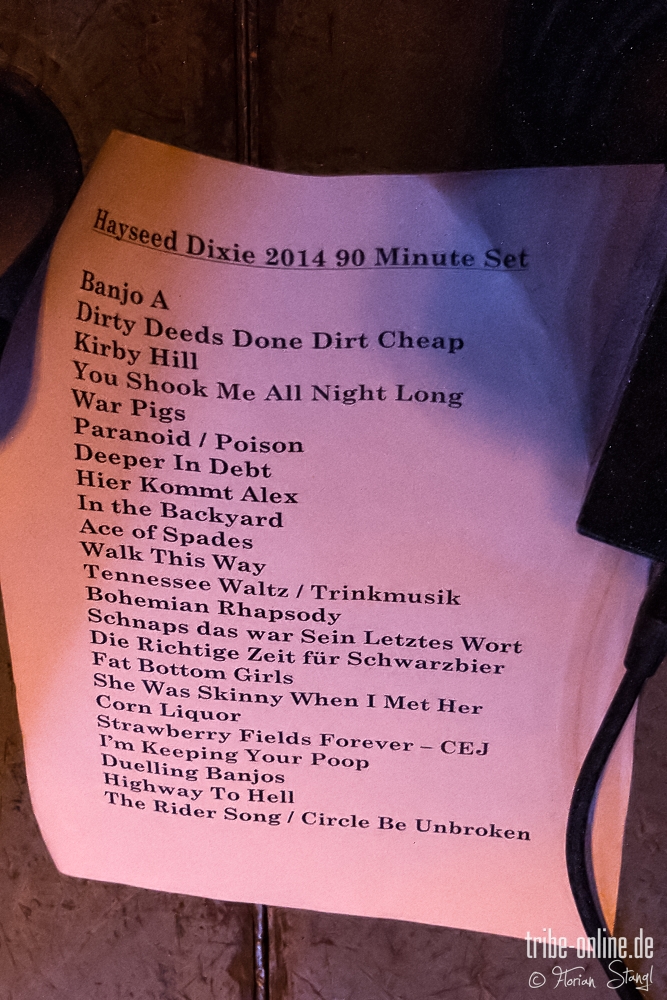 Hayseed Dixie 2014 90 Minute Set
Banjo A
Dirty Deeds Done Dirt Cheap
Kirby Hill
You Shook Me All Night Long
War Pigs
Paranoid / Poison
Deeper In Debt
Hier Kommt Alex
In the Backyard
Ace of Spades
Walk This Way
Tennessee Waltz / Trinkmusik
Bohemian Rhapsody
Schnaps das war Sein Letztes Wort
Die Richtige Zeit für Schwarzbier
Fat Bottom Girls
She Was Skinny When I Met Her
Corn Liquor
Strawberry Fields Forever – CEJ
I'm Keeping Your Poop
Duelling Banjos
Highway To Hell
The Rider Song / Circle Be Unbroken
tribe-online.de
© Florian Stangl